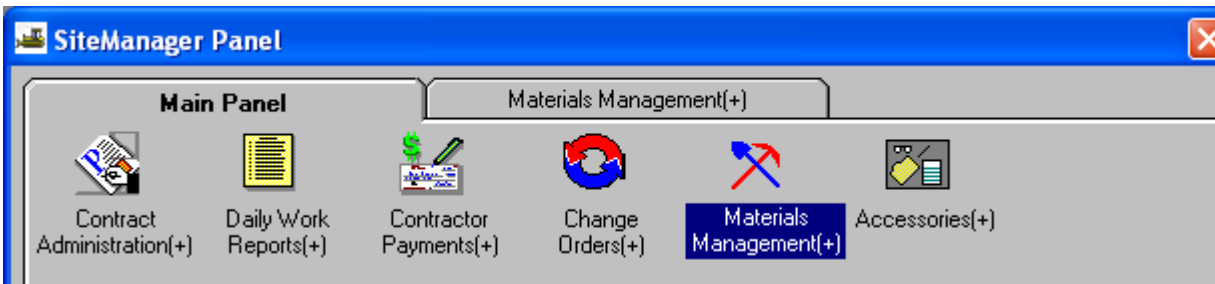 SiteManager Panel
Main Panel
Materials Management(+)
Contract
Administration(+)
Daily Work
Reports(+)
Contractor
Payments(+)
Change
Orders(+)
Materials
Management(+)
Accessories(+)